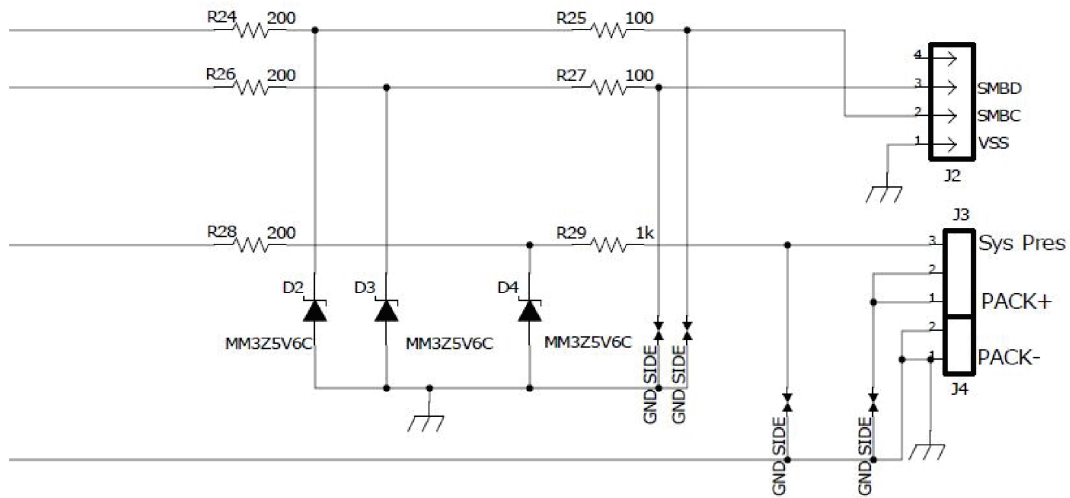 R24 200
R25 100
R26 200
R27 100
4
3 SMBD
2 SMBC
1 VSS
J2
J3
R28 200
R29 1k
3 Sys Pres
2
1 PACK+
2
1 PACK-
J4
D2
D3
D4
MM3Z5V6C
MM3Z5V6C
MM3Z5V6C
GND SIDE
GND SIDE
GND SIDE
GND SIDE